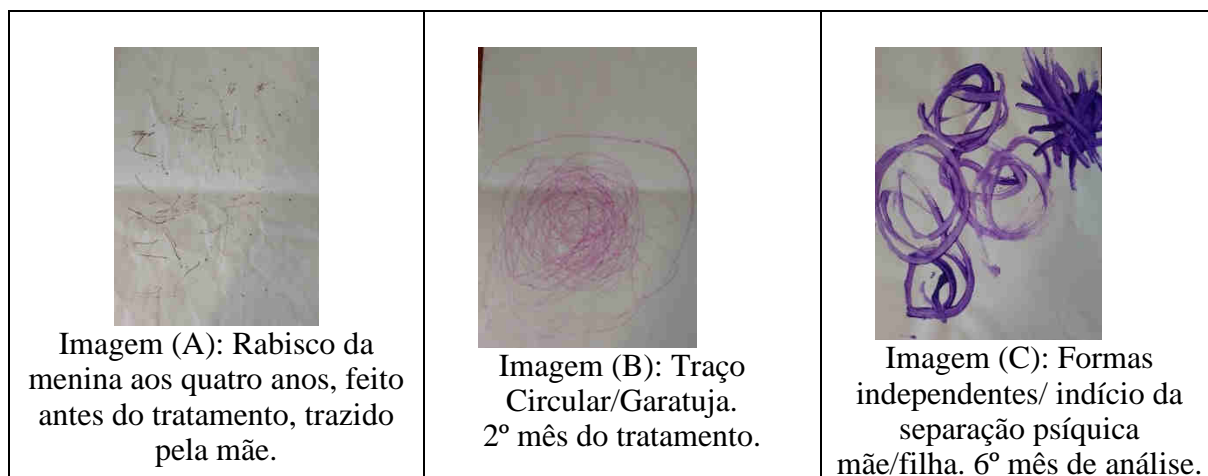 Imagem (A): Rabisco da
menina aos quatro anos, feito
antes do tratamento, trazido
pela mãe.
Imagem (B): Traço
Circular/Garatuja.
2º mês do tratamento.
Imagem (C): Formas
independentes/ indício da
separação psíquica
mãe/filha. 6º mês de análise.